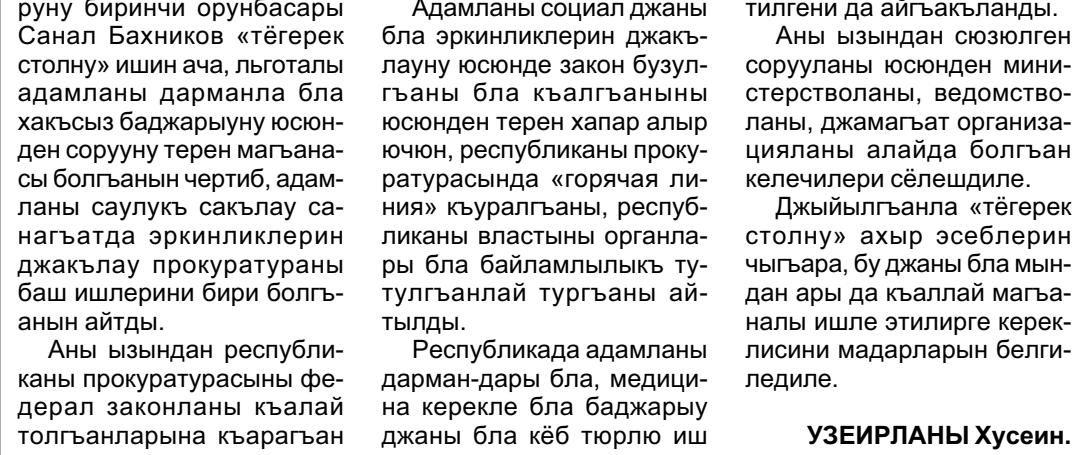 руну биринчи орунбасары
Санал Бахников «тёгерек
столну» ишин ача, льготалы
адамланы дарманла бла
хакъсыз баджарыуну юсюн-
ден сорууну терен магъана-
сы болгъанын чертиб, адам-
ланы саулукъ сакълау са-
нагъатда эркинликлерин
джакълау прокуратураны
баш ишлерини бири болгъ-
анын айтды.
Аны ызындан республи-
каны прокуратурасыны фе-
дерал законланы къалай
толгъанларына къарагъан
Адамланы социал джаны
бла эркинликлерин джакъ-
лауну юсюнде закон бузул-
гъаны бла къалгъаныны
юсюнден терен хапар алыр
ючюн, республиканы проку-
ратурасында «горячая ли-
ния» къуралгъаны, респуб-
ликаны властыны органла-
ры бла байламлылыкъ ту-
тулгъанлай тургъаны ай-
тылды.
Республикада адамланы
дарман-дары бла, медици-
на керекле бла баджарыу
джаны бла кёб тюрлю иш
тилгени да айгъакъланды.
Аны ызындан сюзюлген
сорууланы юсюнден мини-
стерстволаны, ведомство-
ланы, джамагъат организа-
цияланы алайда болгъан
келечилери сёлешдиле.
Джыйылгъанла «тёгерек
столну» ахыр эсеблерин
чыгъара, бу джаны бла мын-
дан ары да къаллай магъа-
налы ишле этилирге керек-
лисини мадарларын белги-
ледиле.
УЗЕИРЛАНЫ Хусеин.